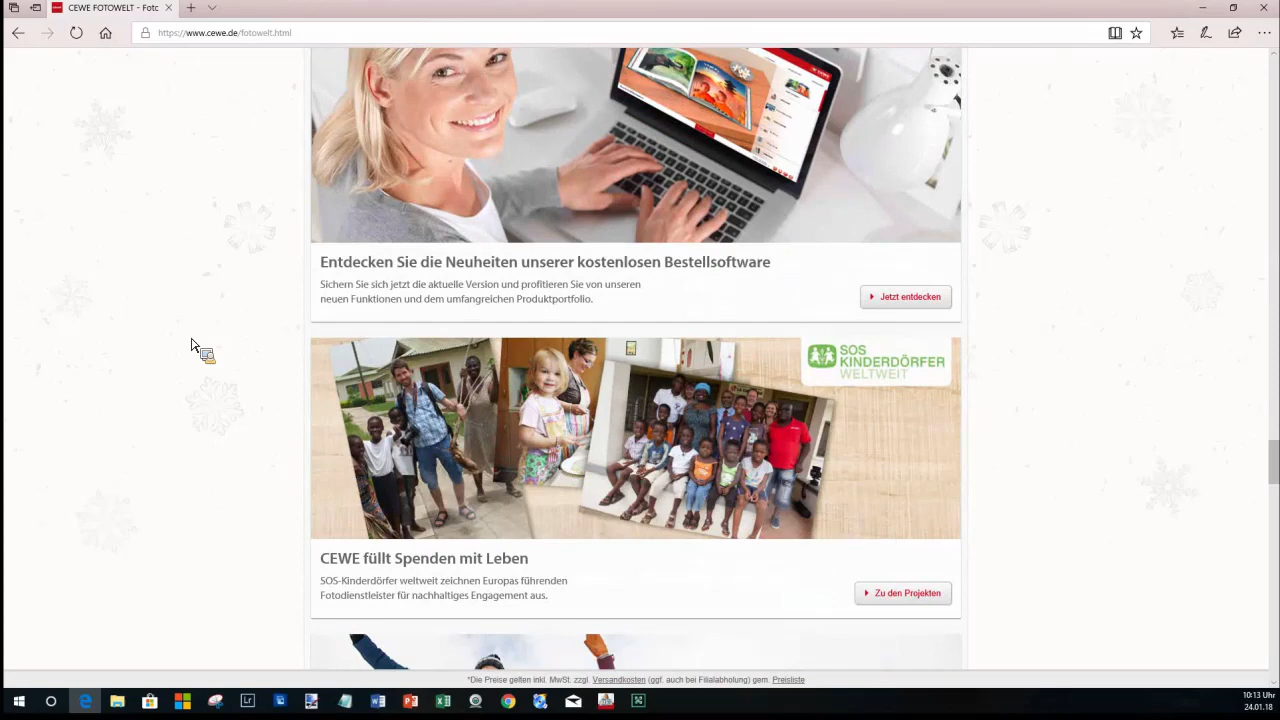 CEWE FOTOWELT - Fotc
https://www.cewe.de/fotowelt.html
Entdecken Sie die Neuheiten unserer kostenlosen Bestellsoftware
Sichern Sie sich jetzt die aktuelle Version und profitieren Sie von unseren
neuen Funktionen und dem umfangreichen Produktportfolio.
Jetzt entdecken
SOS
KINDERDÖRFER
WELTWEIT
CEWE füllt Spenden mit Leben
SOS-Kinderdörfer weltweit zeichnen Europas führenden
Fotodienstleister für nachhaltiges Engagement aus.
Zu den Projekten
*Die Preise gelten inkl. MwSt. zzgl. Versandkosten (ggf. auch bei Filialabholung) gem. Preisliste
10:13 Uhr
24.01.18